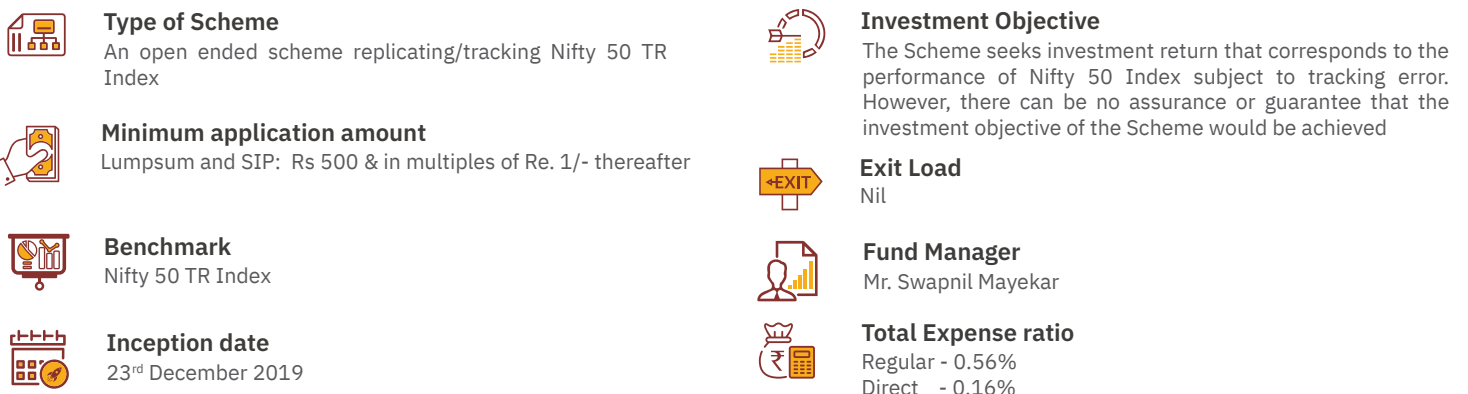 Type of Scheme
An open ended scheme replicating/tracking Nifty 50 TR
Index
Minimum application amount
Lumpsum and SIP: Rs 500 & in multiples of Re. 1/- thereafter
Benchmark
Nifty 50 TR Index
Inception date
23rd December 2019
Investment Objective
The Scheme seeks investment return that corresponds to the
performance of Nifty 50 Index subject to tracking error.
However, there can be no assurance or guarantee that the
investment objective of the Scheme would be achieved
EXIT
Exit Load
Nil
Fund Manager
Mr. Swapnil Mayekar
₹
Total Expense ratio
Regular - 0.56%
Direct - 0.16%